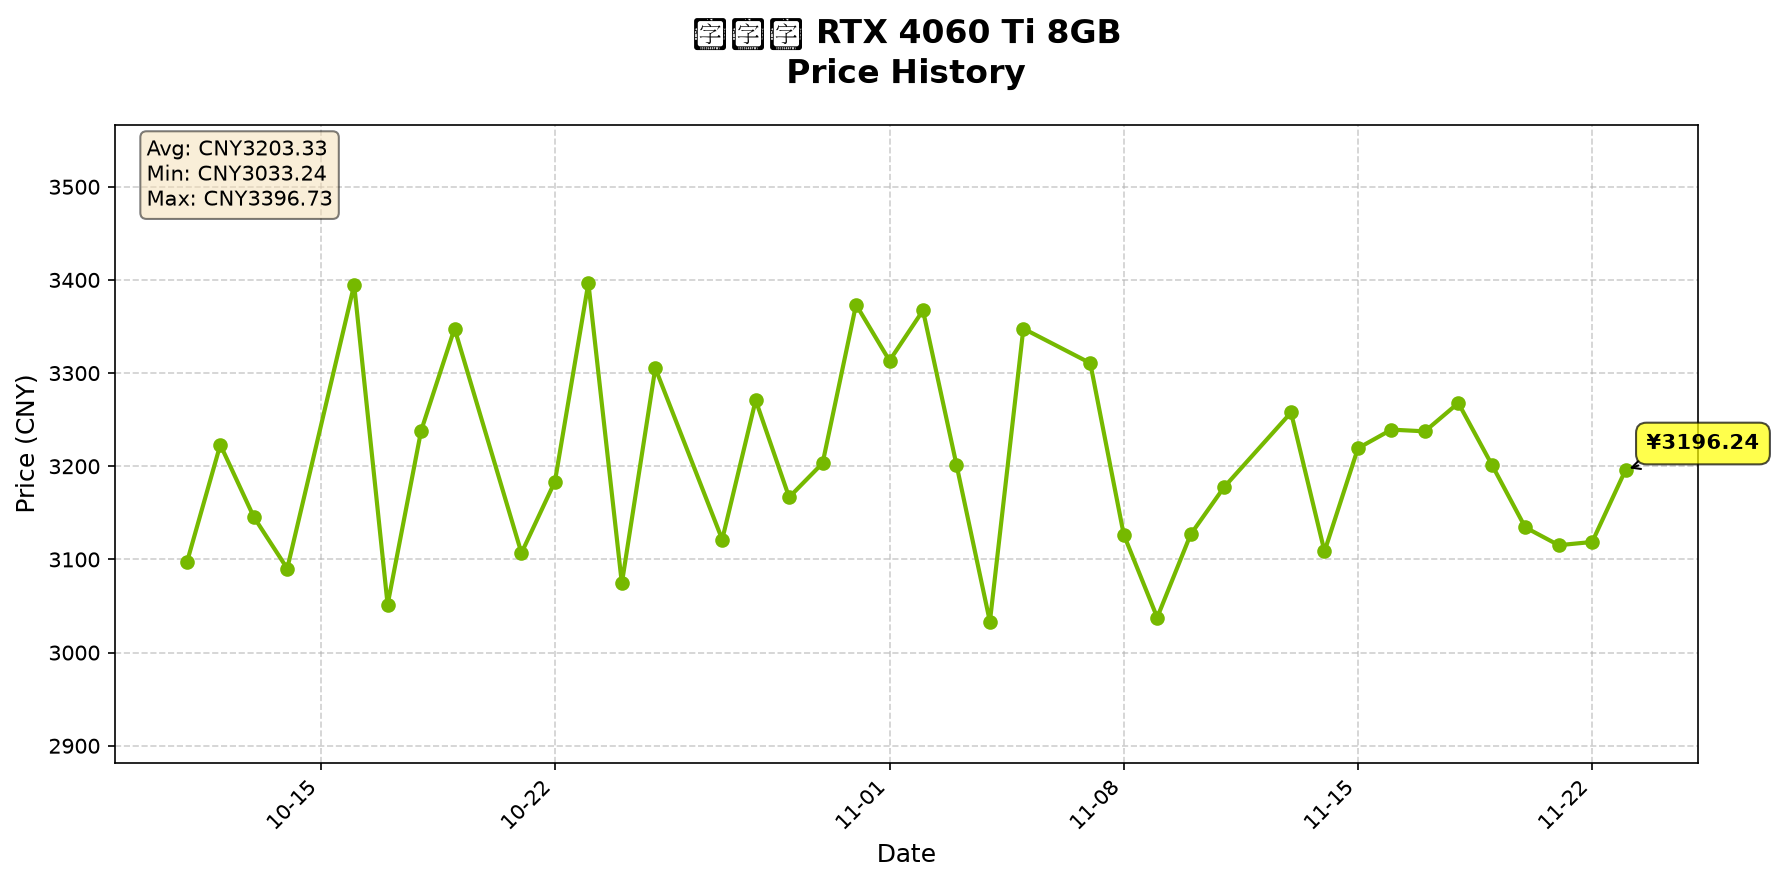 RTX 4060 Ti 8GB
Price History
Avg: CNY3203.33
Min: CNY3033.24
Max: CNY3396.73
Price (CNY)
3500
3400
3300
3200
3100
3000
2900
¥3196.24
10-15
10-22
11-01
11-08
11-15
11-22
Date